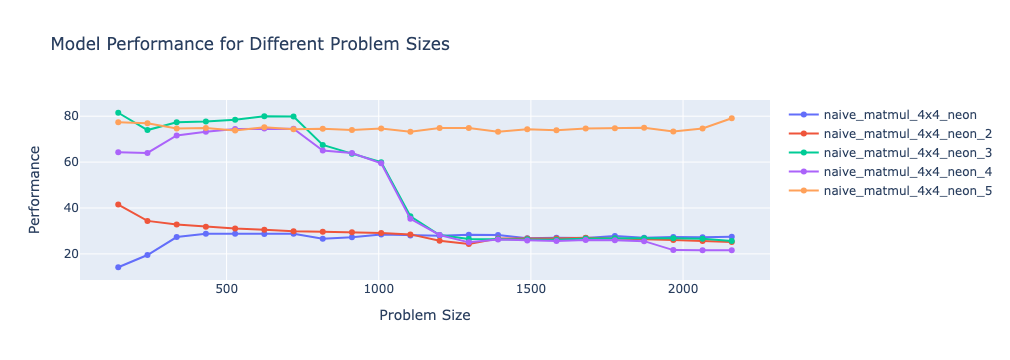 Model Performance for Different Problem Sizes
80
60
40
20
Performance
500
1000
1500
2000
Problem Size
naive_matmul_4x4_neon
naive_matmul_4x4_neon_2
naive_matmul_4x4_neon_3
naive_matmul_4x4_neon_4
naive_matmul_4x4_neon_5